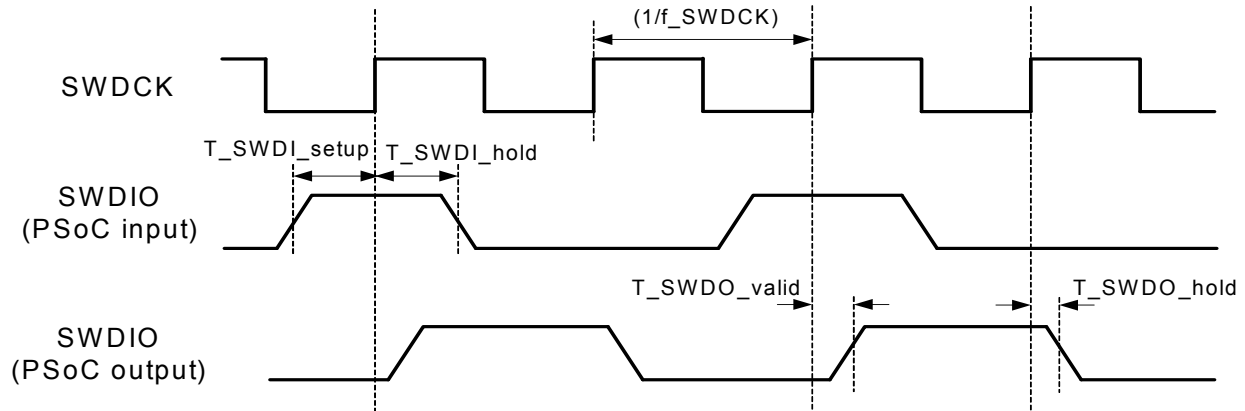 (1/f_SWDCK)
SWDCK
T_SWDI_setup
T_SWDI_hold
SWDIO
(PSoC input)
T_SWDO_valid
T_SWDO_hold
SWDIO
(PSoC output)